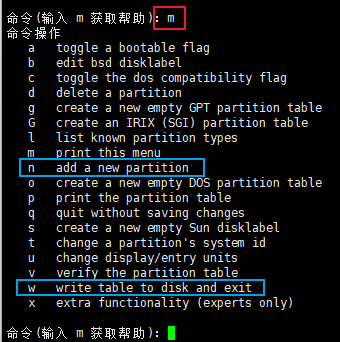 命令(输入 m 获取帮助)：m
命令操作
a   toggle a bootable flag
b   edit bsd disklabel
c   toggle the dos compatibility flag
d   delete a partition
g   create a new empty GPT partition table
G   create an IRIX (SGI) partition table
l   list known partition types
m   print this menu
n   add a new partition
o   create a new empty DOS partition table
p   print the partition table
q   quit without saving changes
s   create a new empty Sun disklabel
t   change a partition's system id
u   change display/entry units
v   verify the partition table
w   write table to disk and exit
x   extra functionality (experts only)
命令(输入 m 获取帮助)：